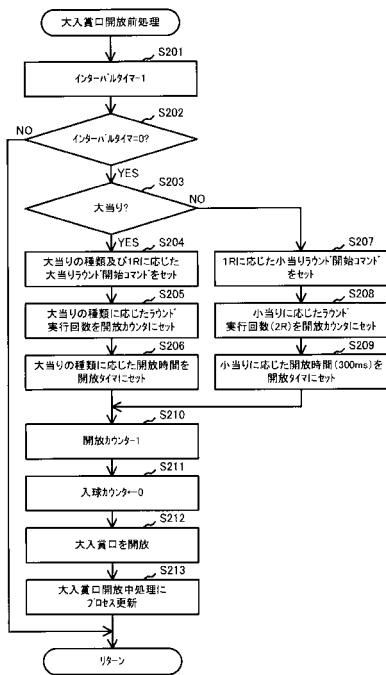 大入賞口開放前処理
S201
インターバルタイマ-1
S202
NO
インターバルタイマ=0?
YES
S203
大当り?
NO
YES
S204
大当りの種類及び1Rに応じた
大当りラウンド開始コマンドをセット
S207
1Rに応じた小当りラウンド開始コマンド
をセット
S205
大当りの種類に応じたラウンド
実行回数を開放カウンタにセット
S208
小当りに応じたラウンド
実行回数(2R)を開放カウンタにセット
S206
大当りの種類に応じた開放時間を
開放タイマにセット
S209
小当りに応じた開放時間(300ms)を
開放タイマにセット
S210
開放カウンタ-1
S211
入球カウンタ←0
S212
大入賞口を開放
S213
大入賞口開放中処理に
プロセス更新
リターン